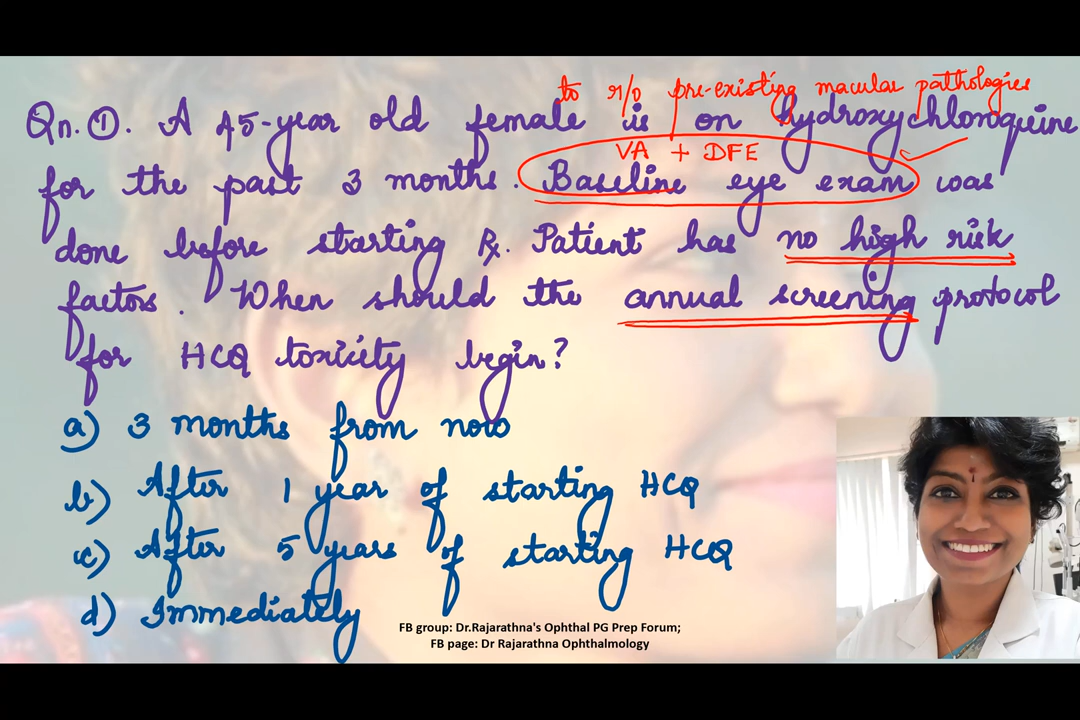 to r/o pre-existing macular pathologies
Qn. ①. A 45-year old female is on hydroxychloroquine
VA + DFE
for the past 3 months. Baseline eye exam was
done before starting ℞. Patient has no high risk
factors. When should the annual screening protocol
for HCQ toxicity begin?
a) 3 months from now
b) After 1 year of starting HCQ
c) After 5 years of starting HCQ
d) Immediately
FB group: Dr.Rajarathna's Ophthal PG Prep Forum;
FB page: Dr Rajarathna Ophthalmology